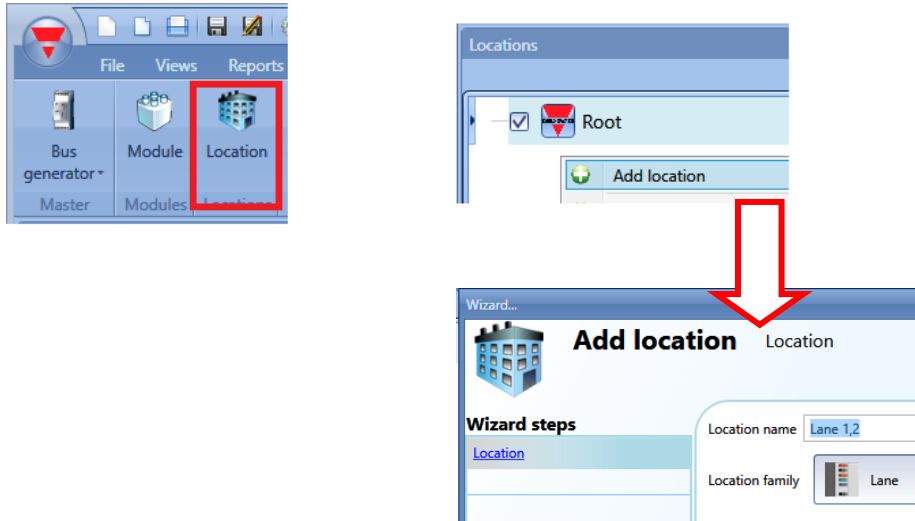 File Views Reports
Bus generator
Module
Location
Master
Modules
Locations
Locations
Root
Add location
Wizard...
Add location Location
Wizard steps
Location
Location name Lane 1,2
Location family Lane